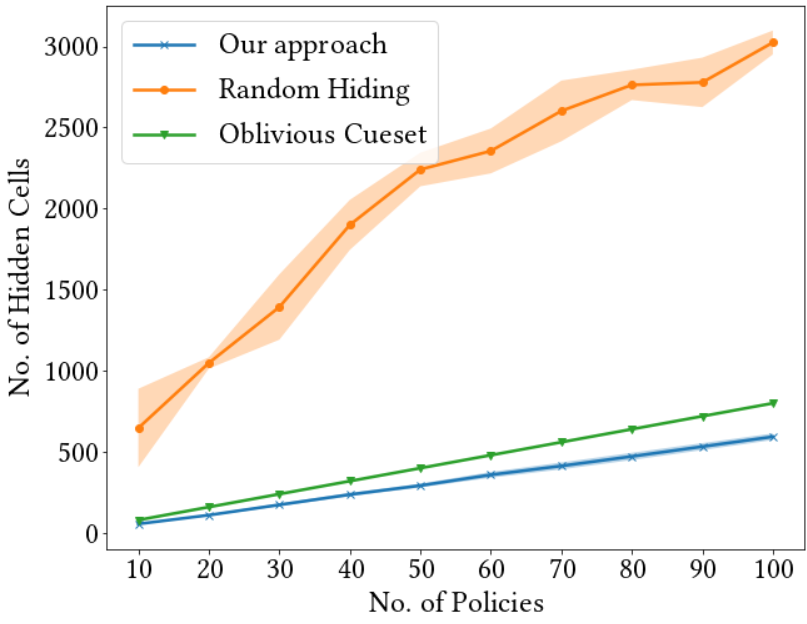 Our approach
Random Hiding
Oblivious Cueset
No. of Hidden Cells
3000
2500
2000
1500
1000
500
0
10 20 30 40 50 60 70 80 90 100
No. of Policies